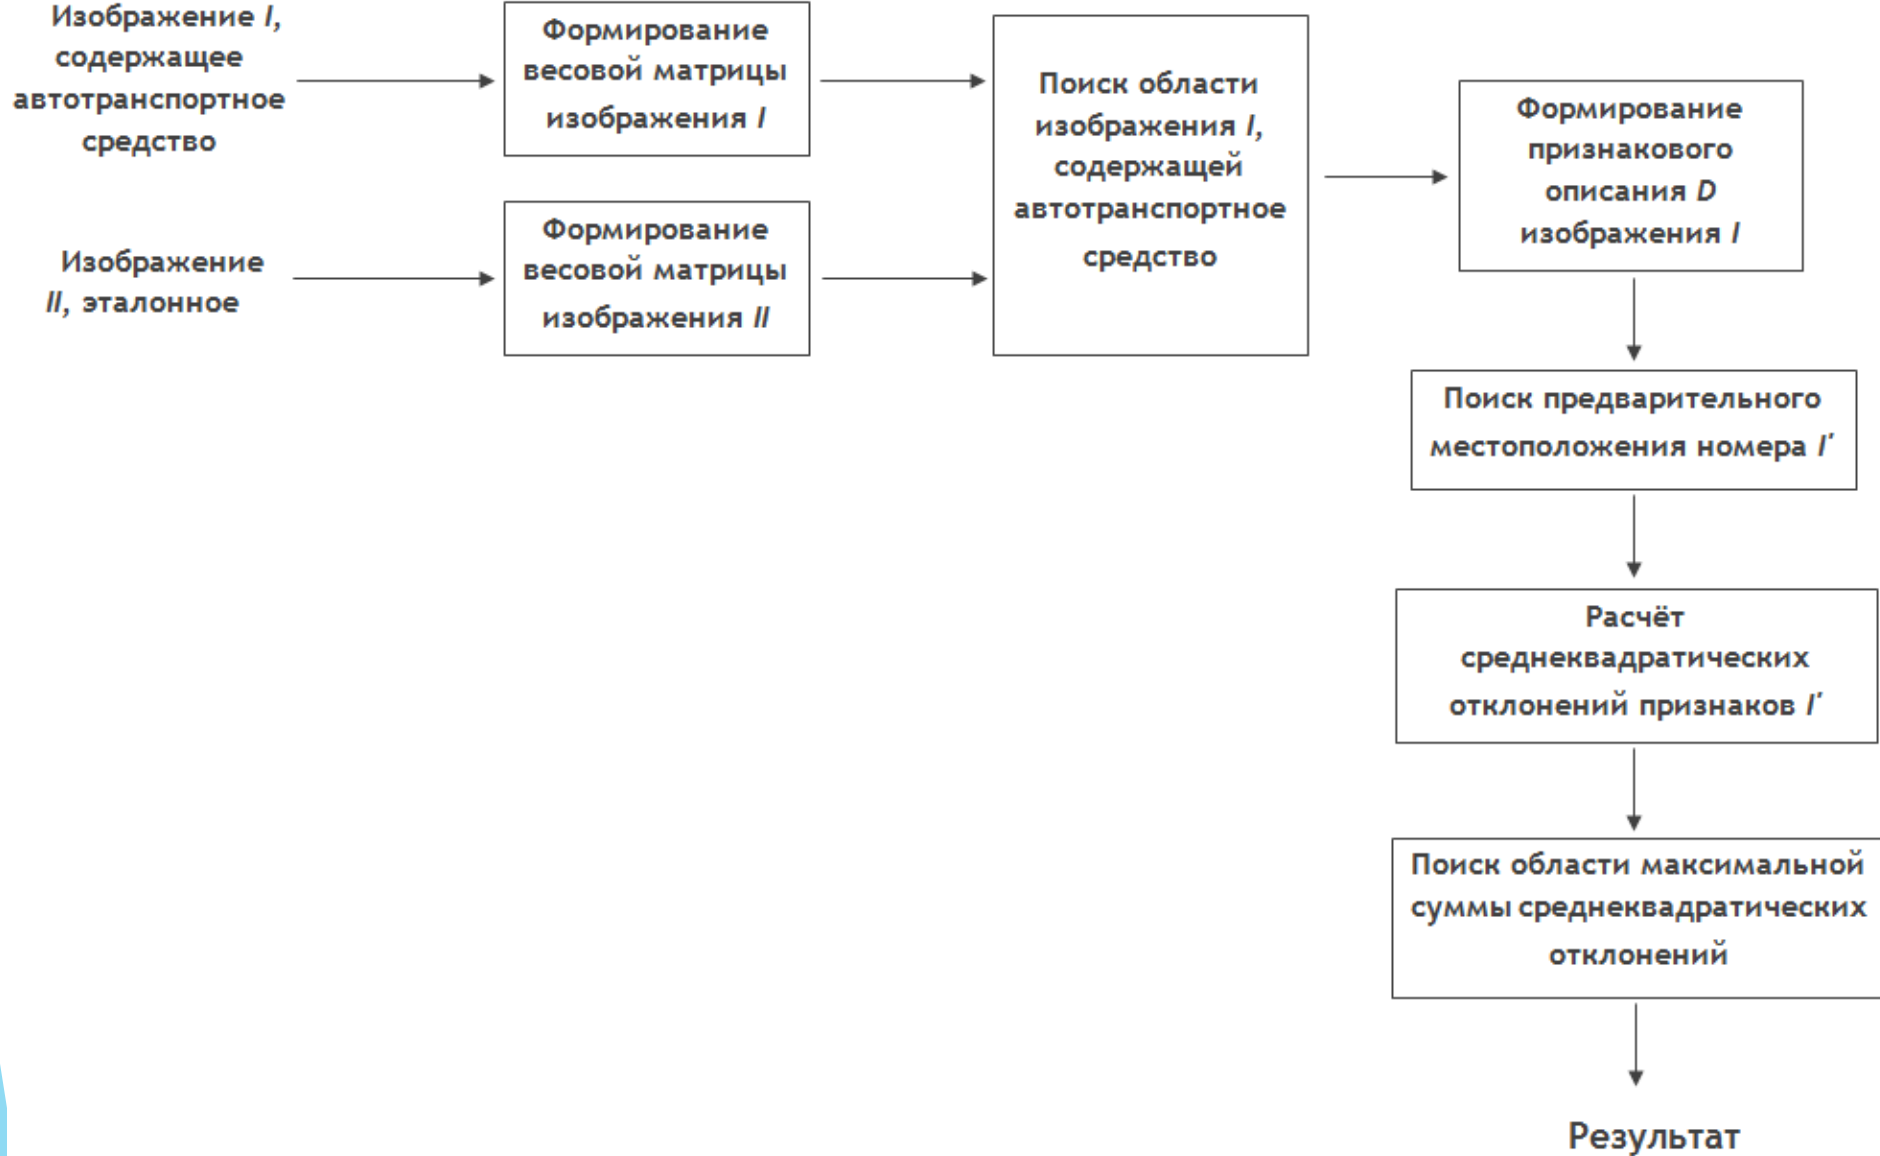 Изображение I,
содержащее
автотранспортное
средство
Формирование
весовой матрицы
изображения I
Изображение
II, эталонное
Формирование
весовой матрицы
изображения II
Поиск области
изображения I,
содержащей
автотранспортное
средство
Формирование
признакового
описания D
изображения I
Поиск предварительного
местоположения номера I'
Расчёт
среднеквадратических
отклонений признаков I'
Поиск области максимальной
суммы среднеквадратических
отклонений
Результат